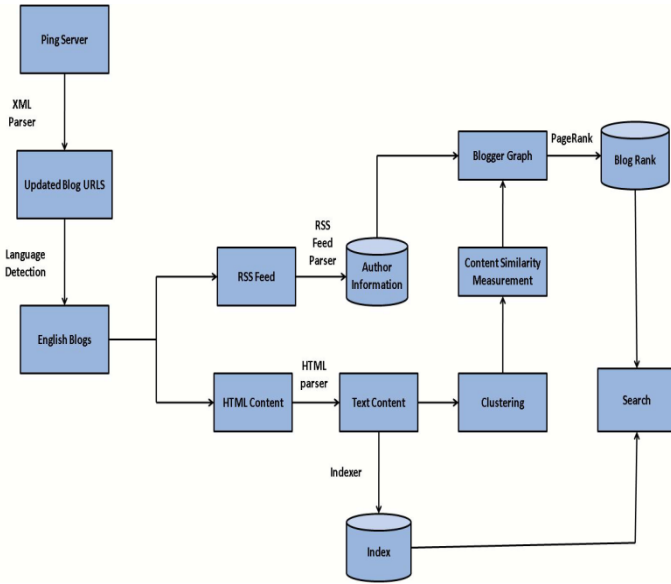 Ping Server
XML
Parser
Updated Blog URLS
Language
Detection
English Blogs
RSS Feed
RSS
Feed
Parser
Author
Information
HTML Content
HTML
parser
Text Content
Indexer
Index
Clustering
Content Similarity
Measurement
Blogger Graph
PageRank
Blog Rank
Search